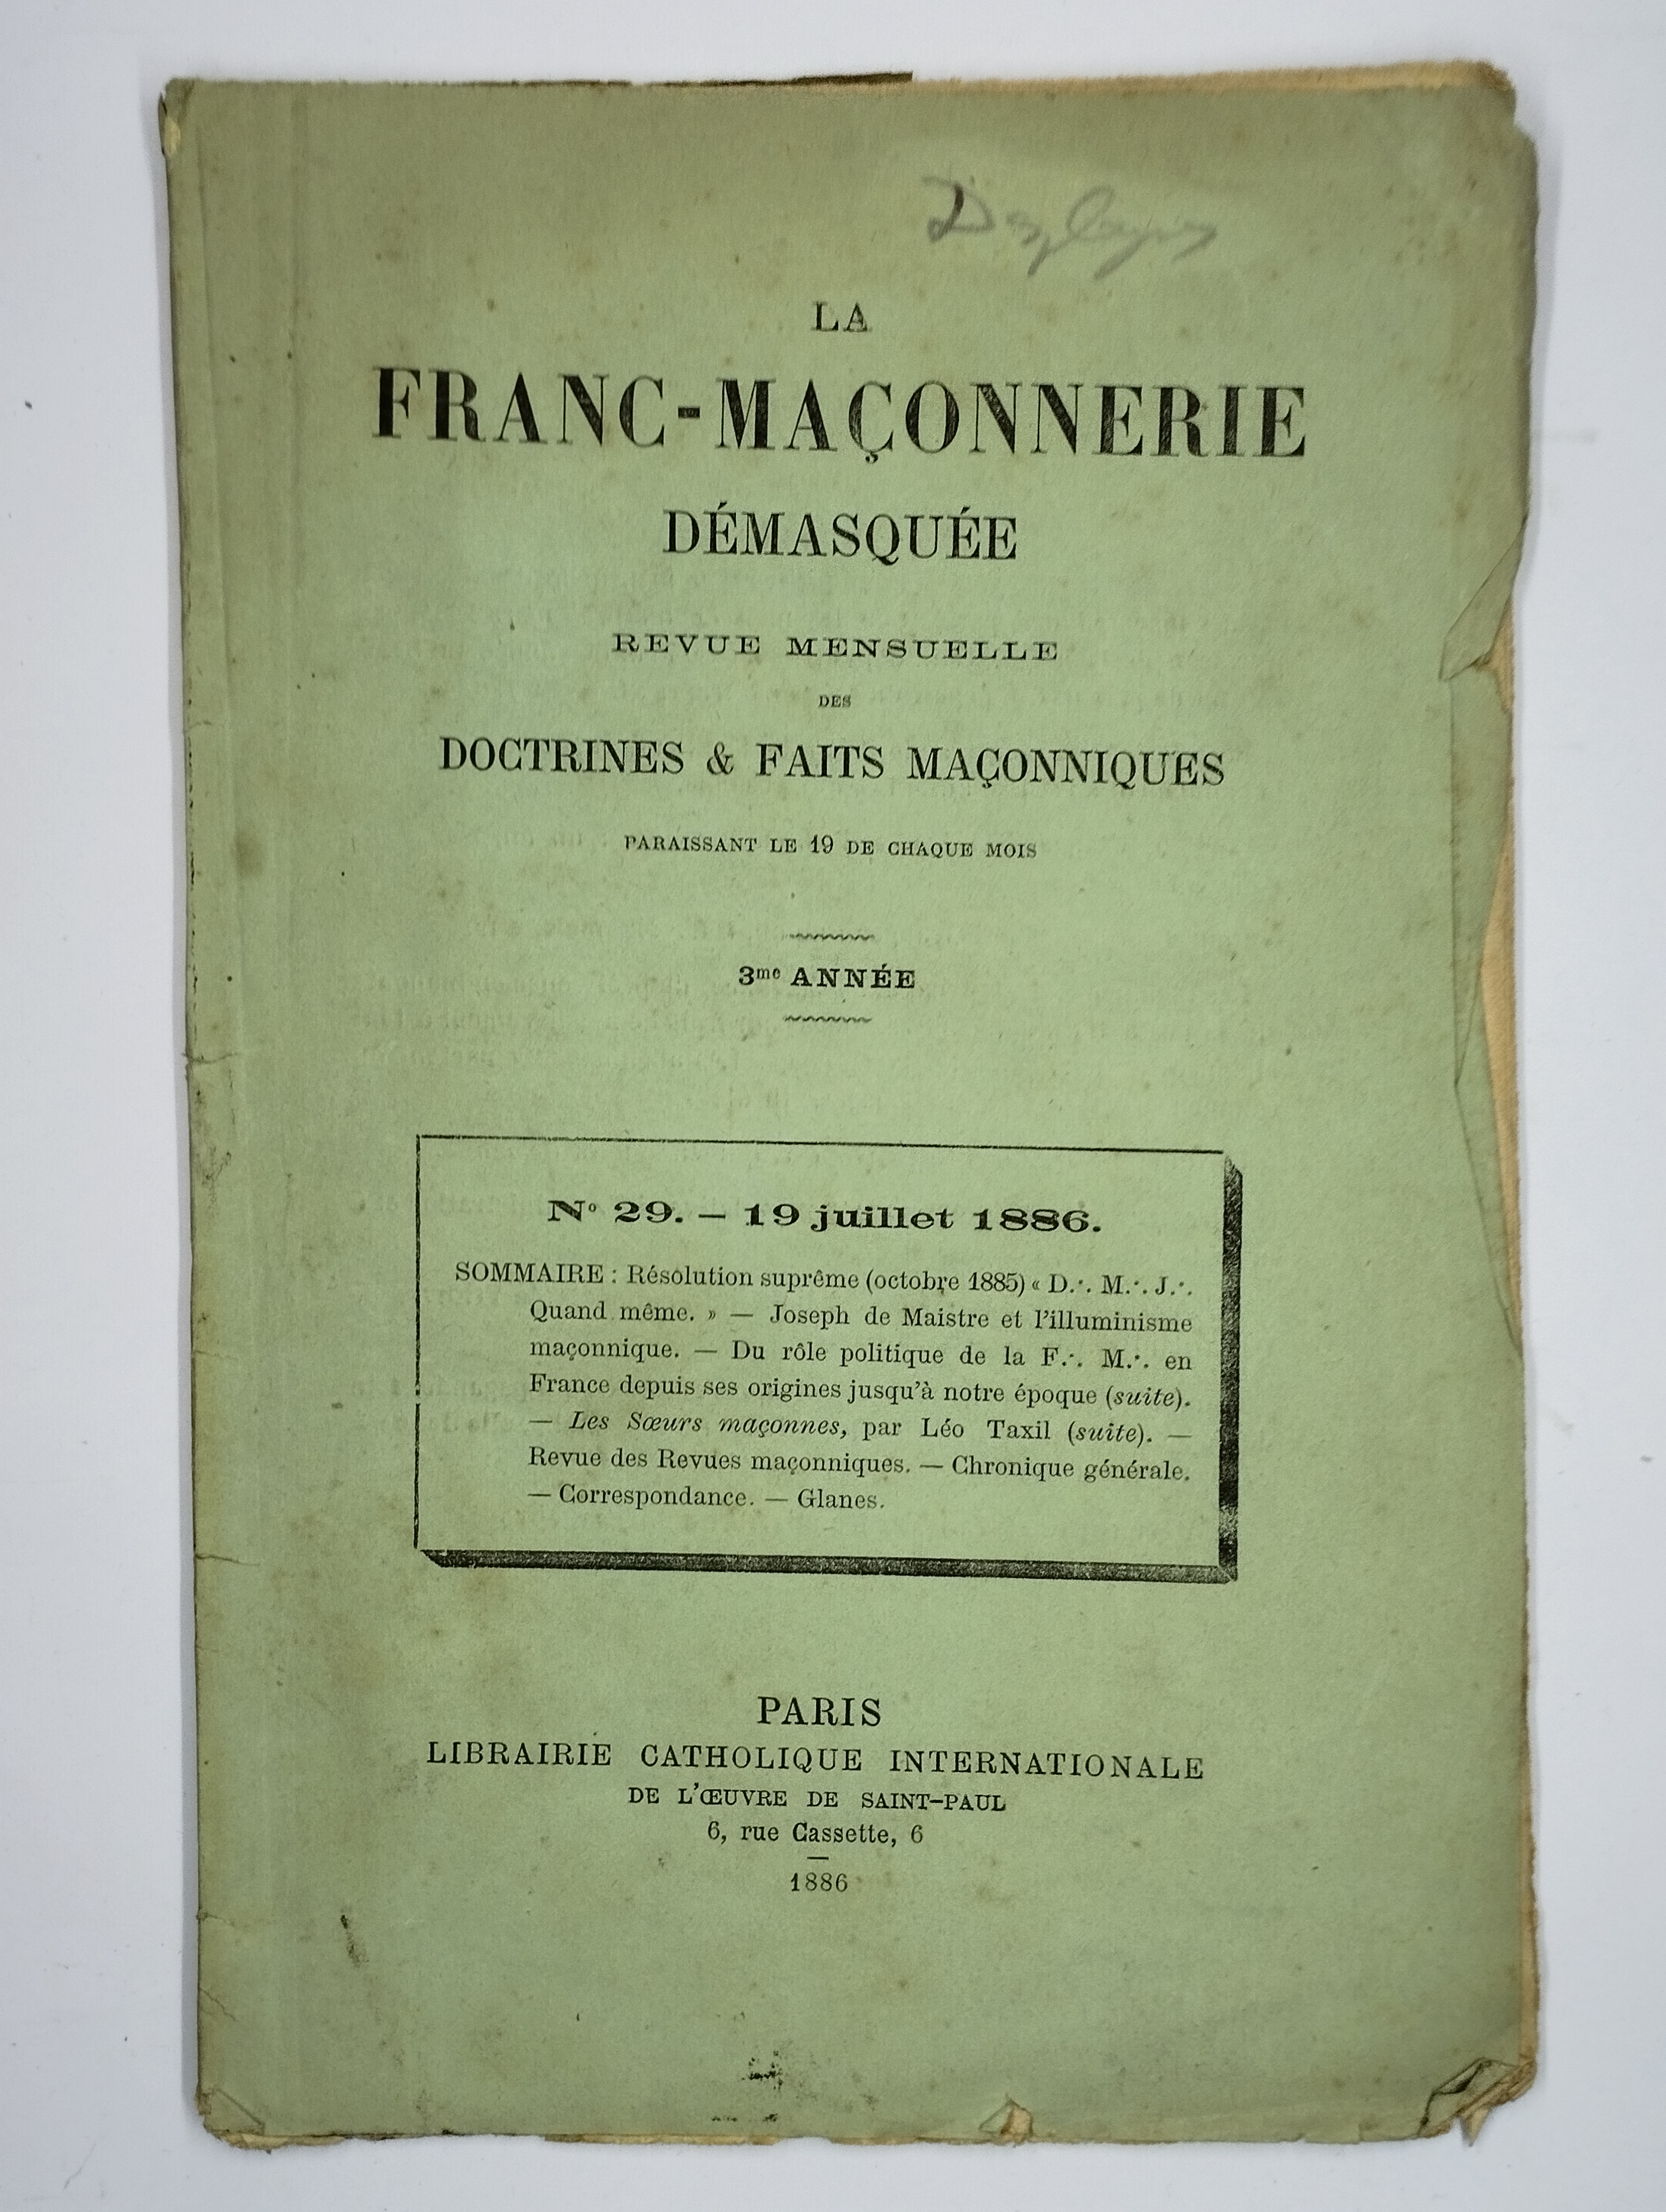 LA
FRANC-MAÇONNERIE
DÉMASQUÉE
REVUE MENSUELLE
DES
DOCTRINES & FAITS MAÇONNIQUES
PARAISSANT LE 19 DE CHAQUE MOIS
3me ANNÉE
No 29. — 19 juillet 1886.
SOMMAIRE : Résolution suprême (octobre 1885) « D∴ M∴ J∴
Quand même. » — Joseph de Maistre et l'illuminisme
maçonnique. — Du rôle politique de la F∴ M∴ en
France depuis ses origines jusqu'à notre époque (suite).
— Les Sœurs maçonnes, par Léo Taxil (suite). —
Revue des Revues maçonniques. — Chronique générale.
— Correspondance. — Glanes.
PARIS
LIBRAIRIE CATHOLIQUE INTERNATIONALE
DE L'ŒUVRE DE SAINT-PAUL
6, rue Cassette, 6
1886